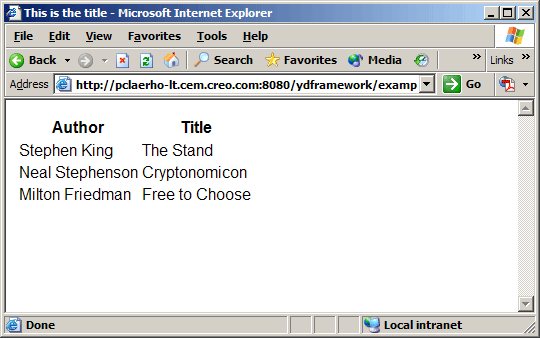 This is the title - Microsoft Internet Explorer
File Edit View Favorites Tools Help
Back Search Favorites Media »
Links »
Address http://pclaerho-lt.cem.creo.com:8080/ydframework/examp Go
Author Title
Stephen King The Stand
Neal Stephenson Cryptonomicon
Milton Friedman Free to Choose
Done Local intranet